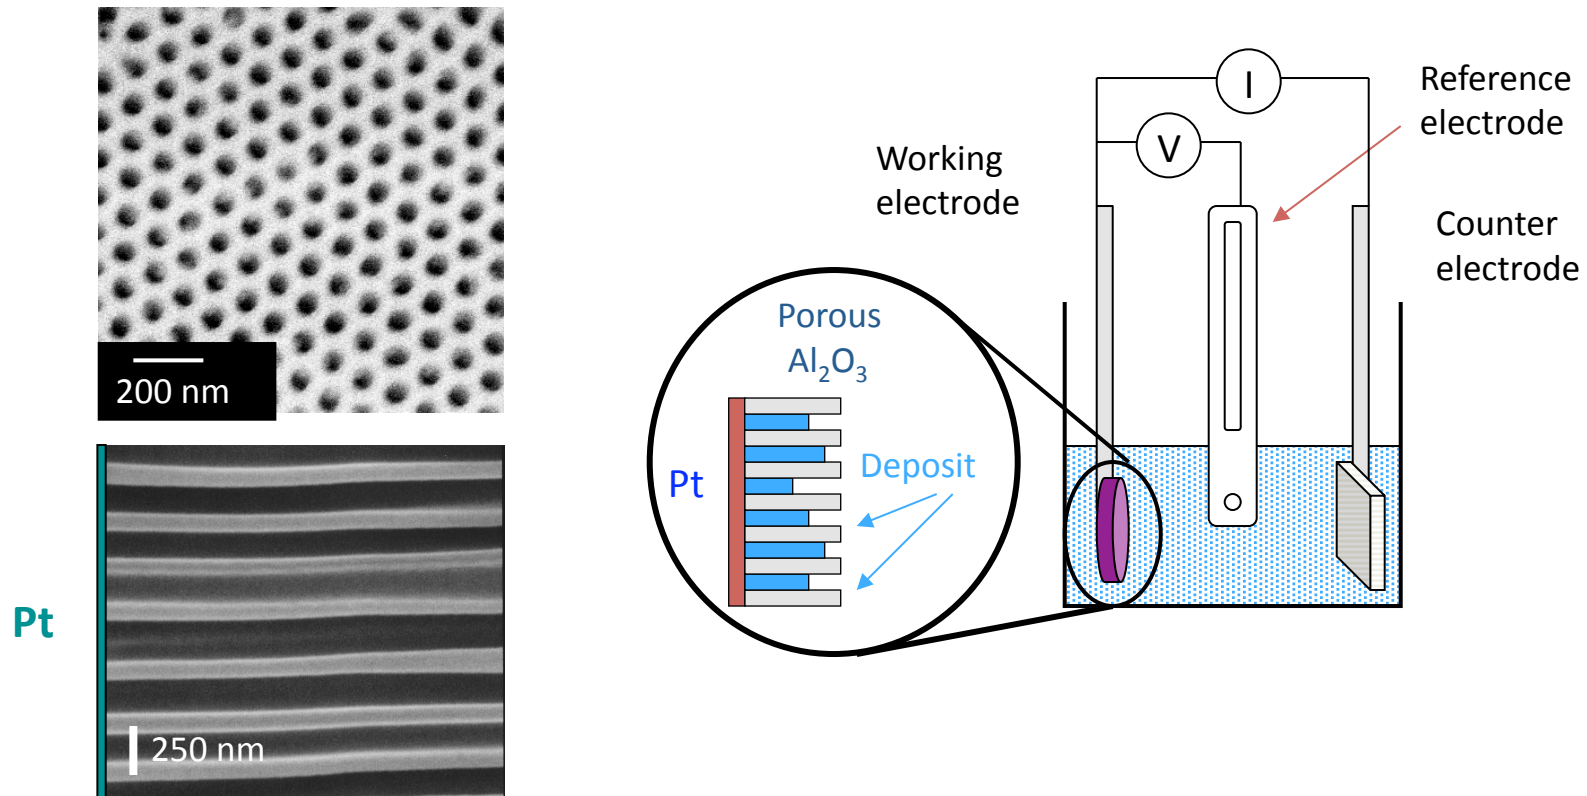 200 nm
Pt
250 nm
Working
electrode
I
V
Reference
electrode
Counter
electrode
Porous
Al₂O₃
Pt
Deposit